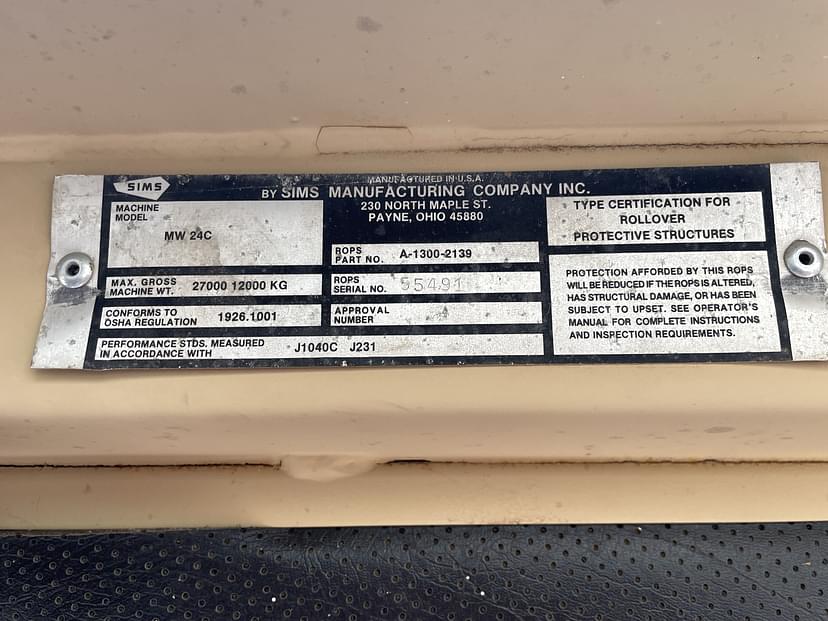 SIMS
MANUFACTURED IN U.S.A.
BY SIMS MANUFACTURING COMPANY INC.
230 NORTH MAPLE ST.
PAYNE, OHIO 45880
MACHINE
MODEL
MW 24C
MAX. GROSS
MACHINE WT. 27000 12000 KG
CONFORMS TO
OSHA REGULATION 1926.1001
ROPS
PART NO. A-1300-2139
ROPS
SERIAL NO. 55491
APPROVAL
NUMBER
PERFORMANCE STDS. MEASURED
IN ACCORDANCE WITH J1040C J231
TYPE CERTIFICATION FOR
ROLLOVER
PROTECTIVE STRUCTURES
PROTECTION AFFORDED BY THIS ROPS
WILL BE REDUCED IF THE ROPS IS ALTERED,
HAS STRUCTURAL DAMAGE, OR HAS BEEN
SUBJECT TO UPSET. SEE OPERATOR'S
MANUAL FOR COMPLETE INSTRUCTIONS
AND INSPECTION REQUIREMENTS.